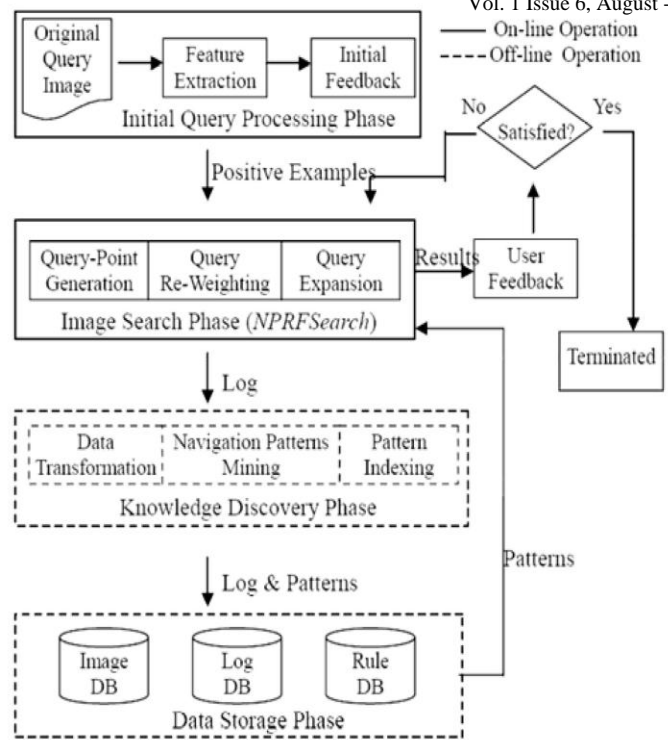 Vol. 1 Issue 6, August -
On-line Operation
Off-line Operation
Original
Query
Image
Feature
Extraction
Initial
Feedback
Initial Query Processing Phase
No
Yes
Satisfied?
Positive Examples
Query-Point
Generation
Query
Re-Weighting
Query
Expansion
Image Search Phase (NPRFSearch)
Results
User
Feedback
Terminated
Log
Data
Transformation
Navigation Patterns
Mining
Pattern
Indexing
Knowledge Discovery Phase
Log & Patterns
Patterns
Image
DB
Log
DB
Rule
DB
Data Storage Phase